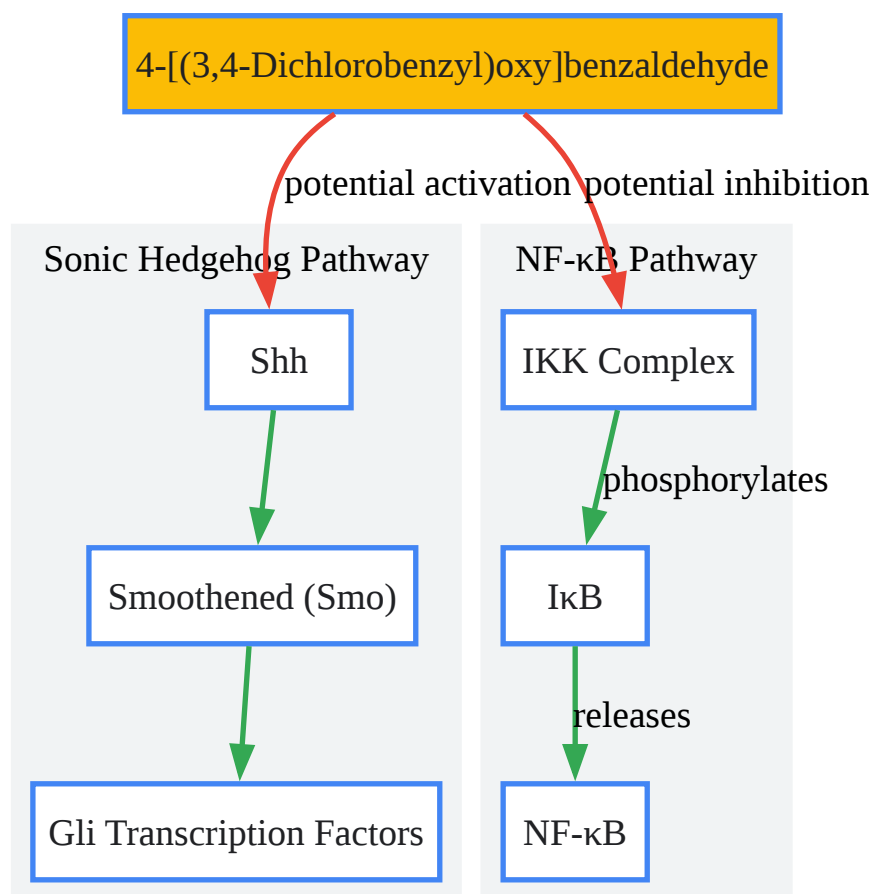 4-[(3,4-Dichlorobenzyl)oxy]benzaldehyde
potential activation
potential inhibition
Sonic Hedgehog Pathway
NF-κB Pathway
Shh
IKK Complex
phosphorylates
Smoothened (Smo)
IκB
releases
Gli Transcription Factors
NF-κB